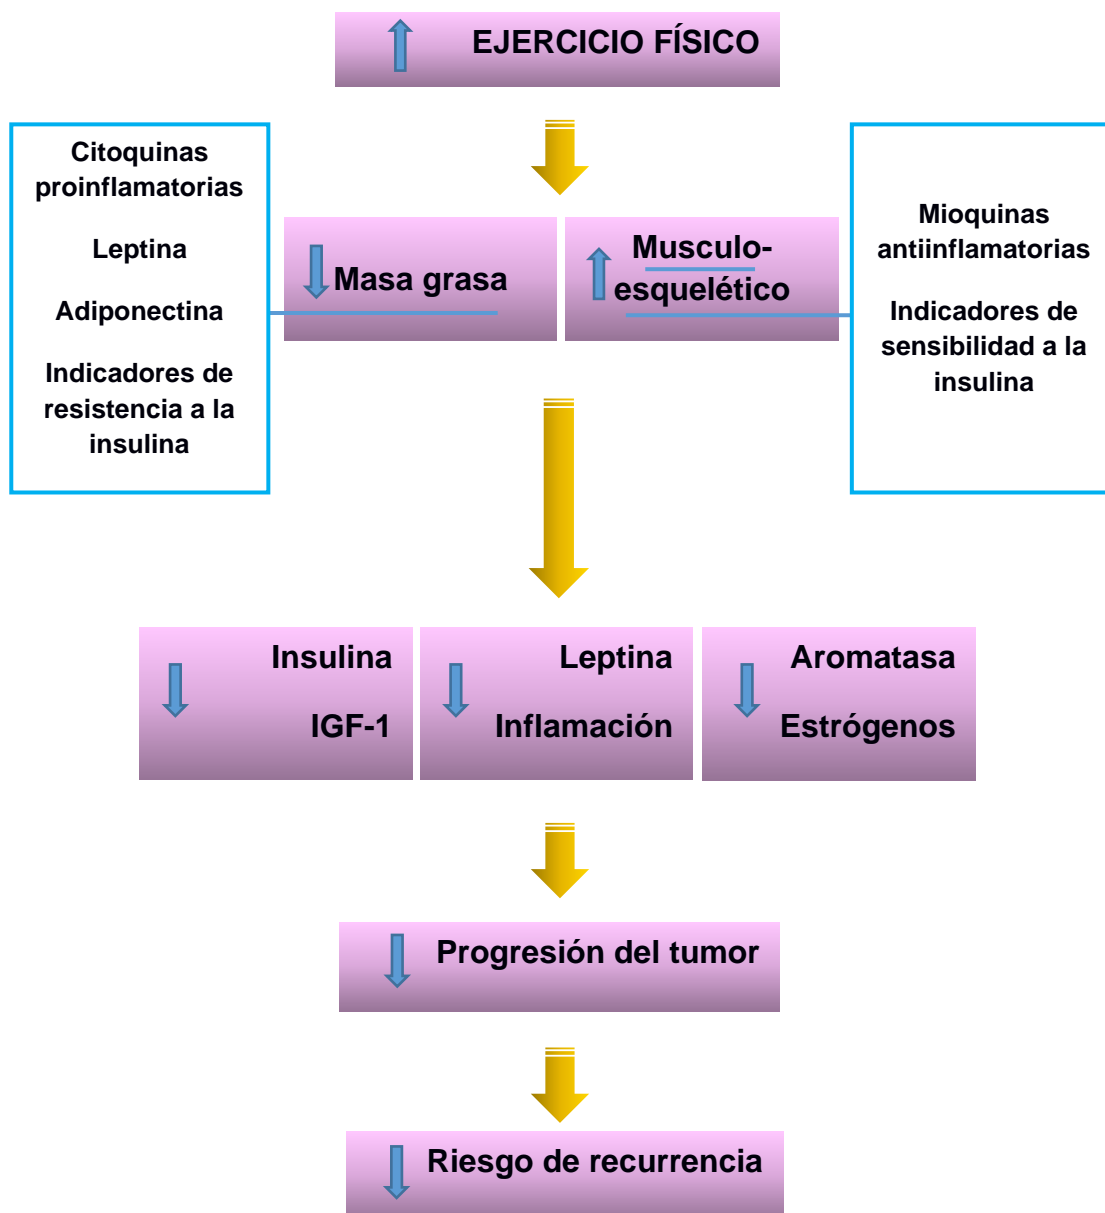 EJERCICIO FÍSICO
Citoquinas
proinflamatorias
Leptina
Adiponectina
Indicadores de
resistencia a la
insulina
Masa grasa
Musculo-
esquelético
Mioquinas
antiinflamatorias
Indicadores de
sensibilidad a la
insulina
Insulina
IGF-1
Leptina
Inflamación
Aromatasa
Estrógenos
Progresión del tumor
Riesgo de recurrencia